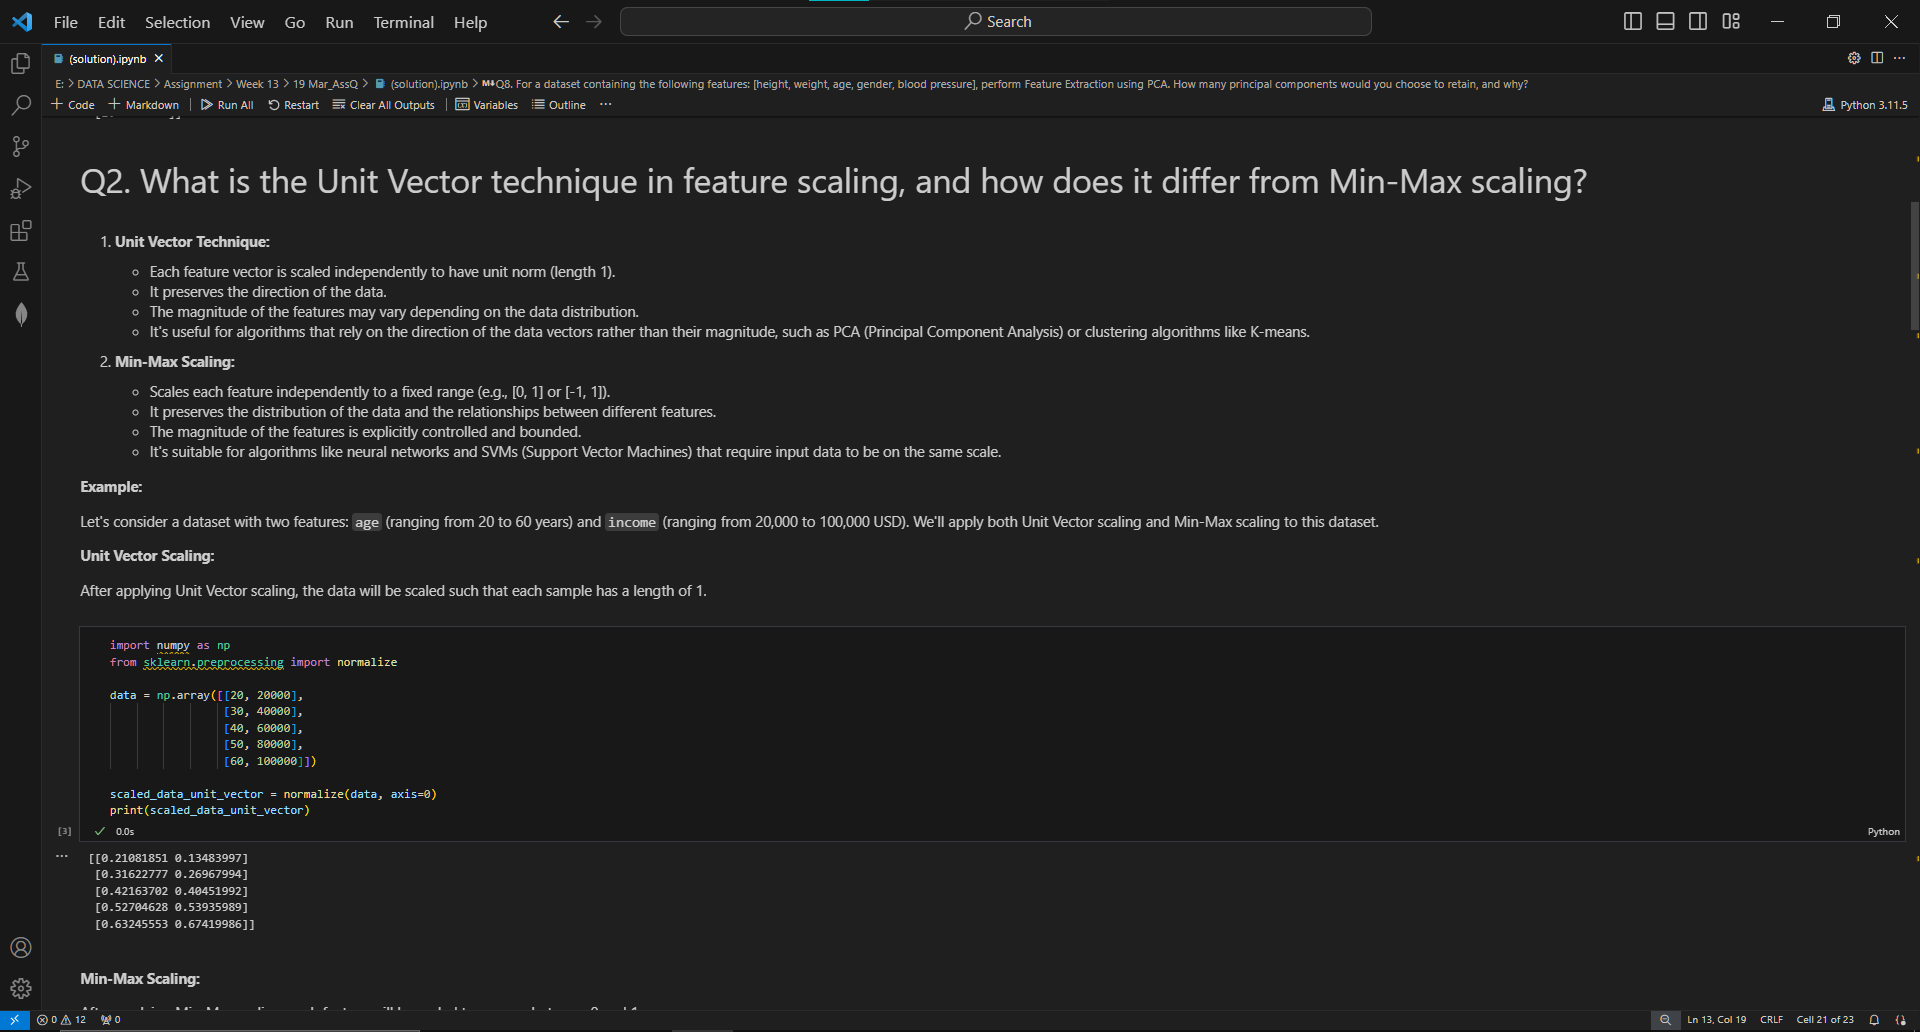 File Edit Selection View Go Run Terminal Help
Search
(solution).ipynb
E: > DATA SCIENCE > Assignment > Week 13 > 19 Mar_AssQ > (solution).ipynb > M↓Q8. For a dataset containing the following features: [height, weight, age, gender, blood pressure], perform Feature Extraction using PCA. How many principal components would you choose to retain, and why?
+ Code + Markdown | Run All Restart Clear All Outputs | Variables Outline ...
Python 3.11.5
Q2. What is the Unit Vector technique in feature scaling, and how does it differ from Min-Max scaling?
1. Unit Vector Technique:
Each feature vector is scaled independently to have unit norm (length 1).
It preserves the direction of the data.
The magnitude of the features may vary depending on the data distribution.
It's useful for algorithms that rely on the direction of the data vectors rather than their magnitude, such as PCA (Principal Component Analysis) or clustering algorithms like K-means.
2. Min-Max Scaling:
Scales each feature independently to a fixed range (e.g., [0, 1] or [-1, 1]).
It preserves the distribution of the data and the relationships between different features.
The magnitude of the features is explicitly controlled and bounded.
It's suitable for algorithms like neural networks and SVMs (Support Vector Machines) that require input data to be on the same scale.
Example:
Let's consider a dataset with two features: age (ranging from 20 to 60 years) and income (ranging from 20,000 to 100,000 USD). We'll apply both Unit Vector scaling and Min-Max scaling to this dataset.
Unit Vector Scaling:
After applying Unit Vector scaling, the data will be scaled such that each sample has a length of 1.
import numpy as np
from sklearn.preprocessing import normalize
data = np.array([[20, 20000],
[30, 40000],
[40, 60000],
[50, 80000],
[60, 100000]])
scaled_data_unit_vector = normalize(data, axis=0)
print(scaled_data_unit_vector)
[3] 0.0s
Python
[[0.21081851 0.13483997]
[0.31622777 0.26967994]
[0.42163702 0.40451992]
[0.52704628 0.53935989]
[0.63245553 0.67419986]]
Min-Max Scaling:
0 12 0
Ln 13, Col 19 CRLF Cell 21 of 23